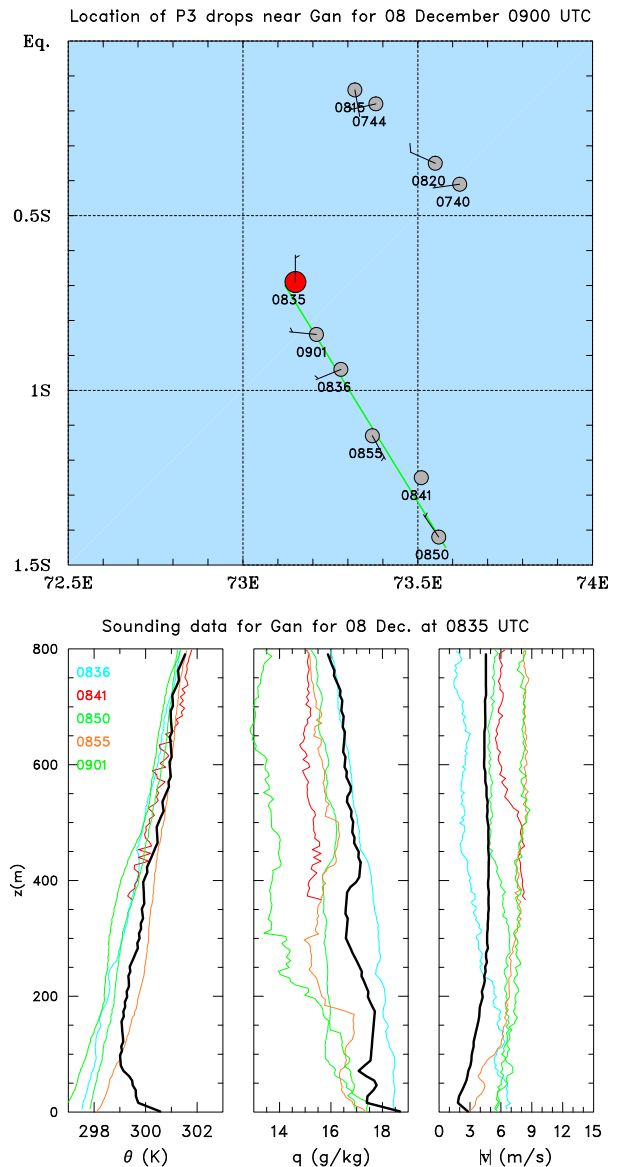 Location of P3 drops near Gan for 08 December 0900 UTC
Eq.
0815
0744
0820
0740
0.5S
0835
0901
0836
1S
0855
0841
0850
1.5S
72.5E 73E 73.5E 74E
Sounding data for Gan for 08 Dec. at 0835 UTC
800
0836
0841
0850
0855
0901
600
z(m)
400
200
0
298 300 302
14 16 18
0 3 6 9 12 15
θ (K)
q (g/kg)
|v| (m/s)